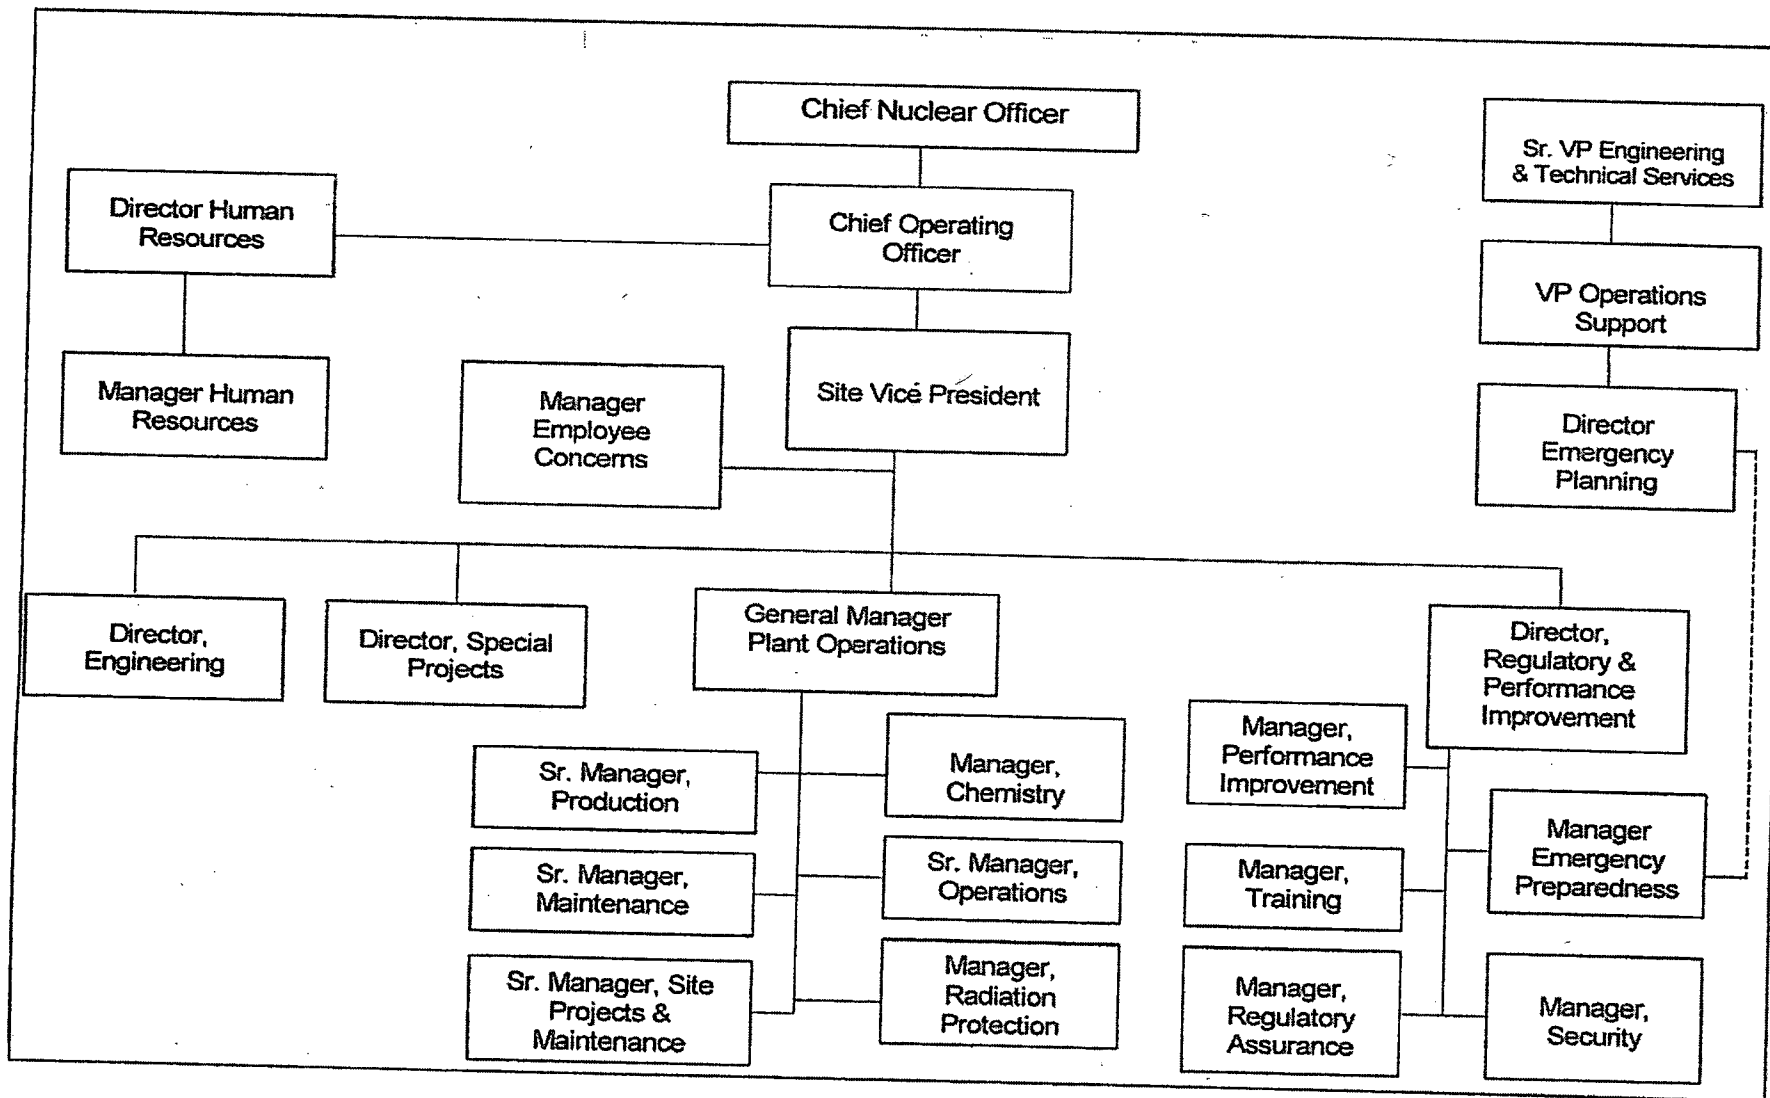 Chief Nuclear Officer
Sr. VP Engineering
& Technical Services
Director Human
Resources
Chief Operating
Officer
VP Operations
Support
Manager Human
Resources
Manager
Employee
Concerns
Site Vice President
Director
Emergency
Planning
Director,
Engineering
Director, Special
Projects
General Manager
Plant Operations
Director,
Regulatory &
Performance
Improvement
Sr. Manager,
Production
Manager,
Chemistry
Manager,
Performance
Improvement
Manager
Emergency
Preparedness
Sr. Manager,
Maintenance
Sr. Manager,
Operations
Manager,
Training
Sr. Manager, Site
Projects &
Maintenance
Manager,
Radiation
Protection
Manager,
Regulatory
Assurance
Manager,
Security